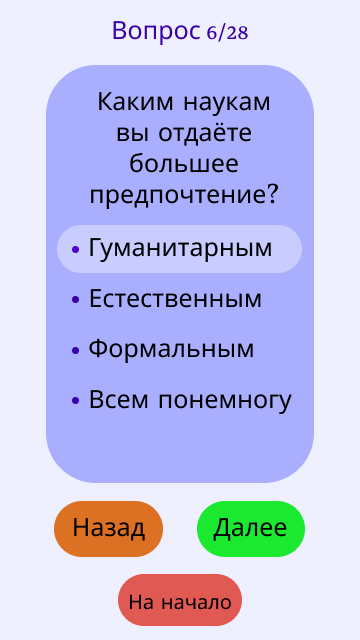 Вопрос 6/28
Каким наукам
вы отдаёте
большее
предпочтение?
• Гуманитарным
• Естественным
• Формальным
• Всем понемногу
Назад Далее
На начало